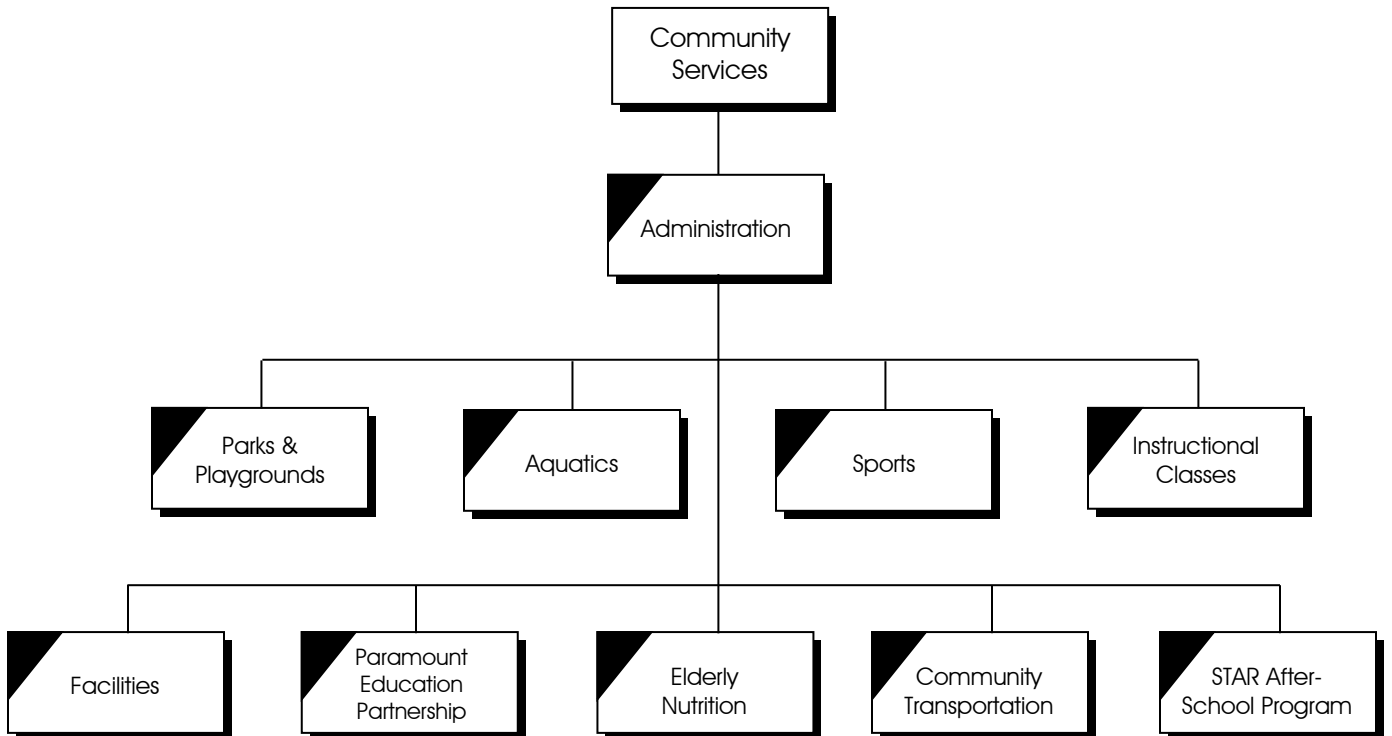 Community
Services
Administration
Parks &
Playgrounds
Aquatics
Sports
Instructional
Classes
Facilities
Paramount
Education
Partnership
Elderly
Nutrition
Community
Transportation
STAR After-
School Program